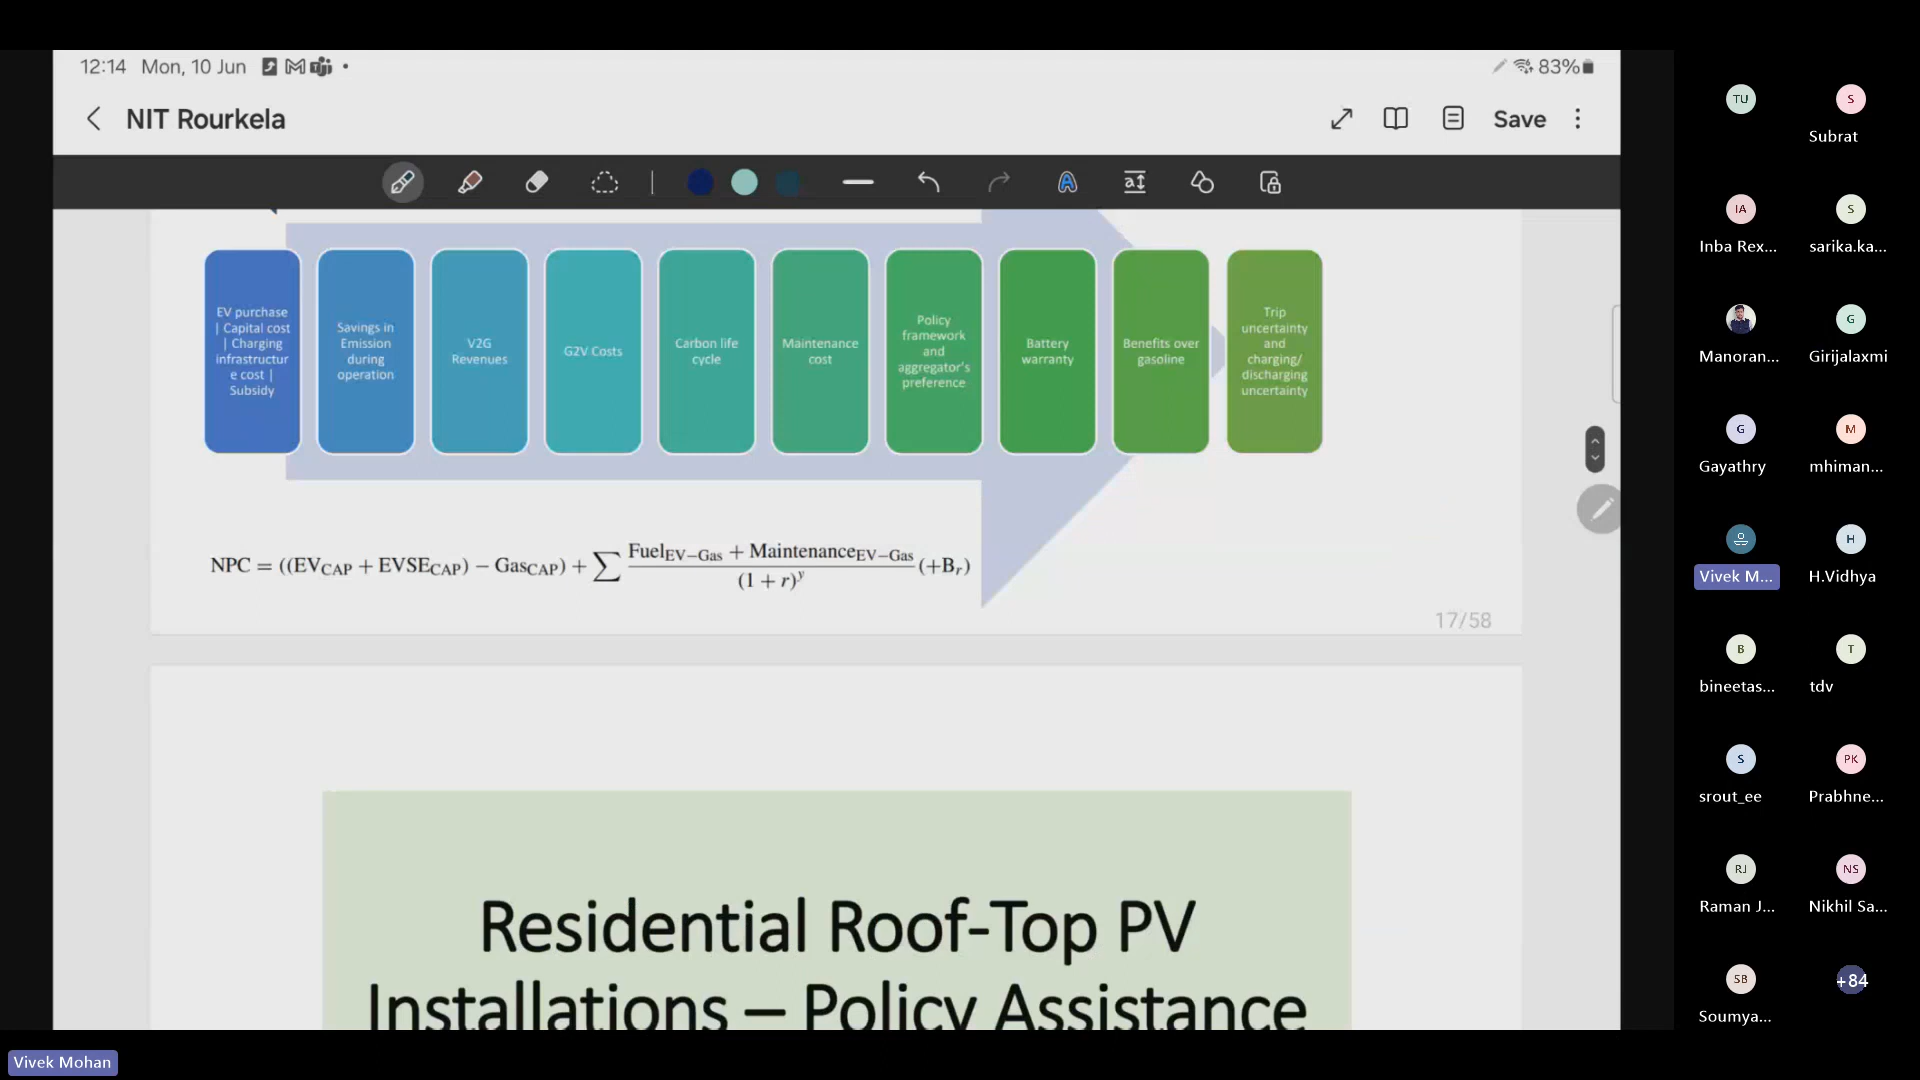 12:14 Mon, 10 Jun
83%
NIT Rourkela
Save
EV purchase
| Capital cost
| Charging
infrastructur
e cost |
Subsidy
Savings in
Emission
during
operation
V2G
Revenues
G2V Costs
Carbon life
cycle
Maintenance
cost
Policy
framework
and
aggregator's
preference
Battery
warranty
Benefits over
gasoline
Trip
uncertainty
and
charging/
discharging
uncertainty
NPC = ((EV_CAP + EVSE_CAP) − Gas_CAP) + ∑ (Fuel_EV−Gas + Maintenance_EV−Gas)/(1 + r)^y (+B_r)
17/58
Residential Roof-Top PV
Installations – Policy Assistance
TU
S
Subrat
IA
S
Inba Rex...
sarika.ka...
G
Manoran...
Girijalaxmi
G
M
Gayathry
mhiman...
H
Vivek M...
H.Vidhya
B
T
bineetas...
tdv
S
PK
srout_ee
Prabhne...
RJ
NS
Raman J...
Nikhil Sa...
SB
+84
Soumya...
Vivek Mohan